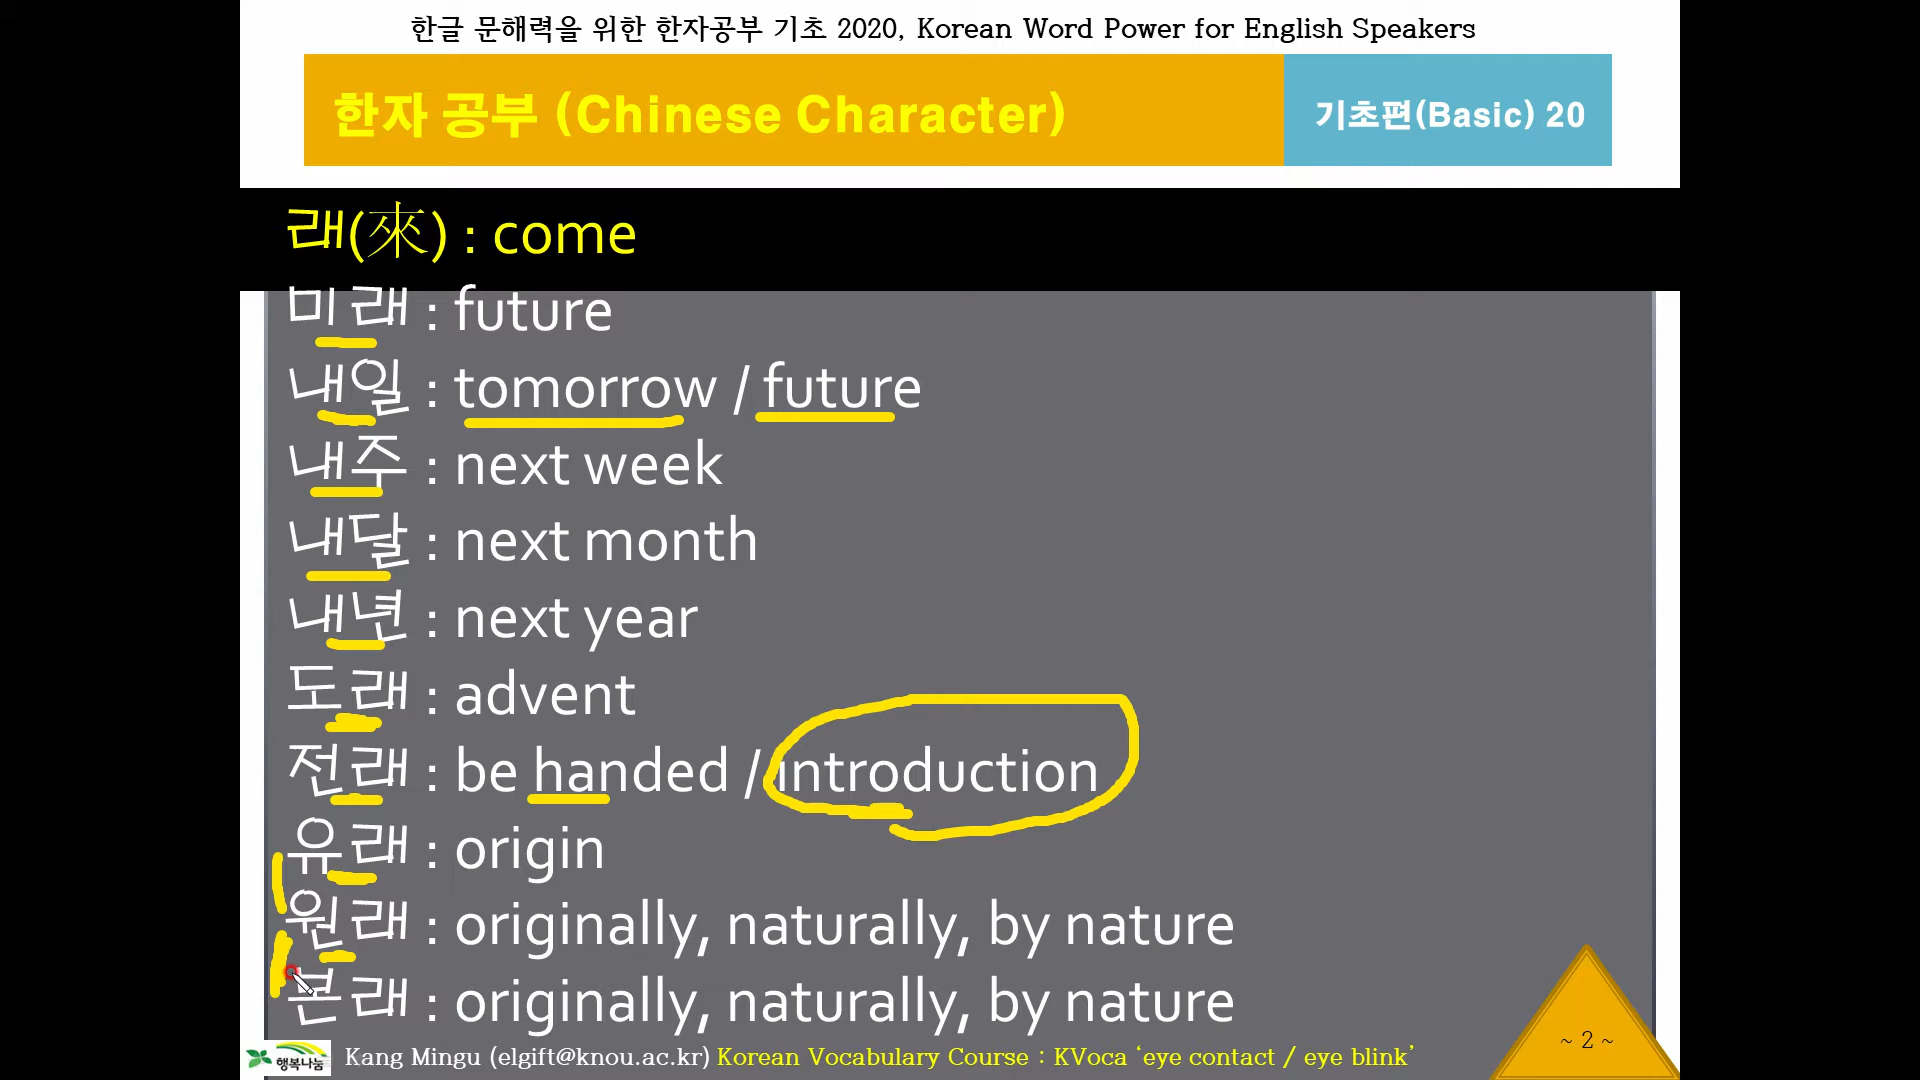 한글 문해력을 위한 한자공부 기초 2020, Korean Word Power for English Speakers
한자 공부 (Chinese Character)
기초편(Basic) 20
래(來) : come
미래 : future
내일 : tomorrow / future
내주 : next week
내달 : next month
내년 : next year
도래 : advent
전래 : be handed / introduction
유래 : origin
원래 : originally, naturally, by nature
본래 : originally, naturally, by nature
행복나눔
Kang Mingu (elgift@knou.ac.kr) Korean Vocabulary Course : KVoca ‘eye contact / eye blink’
~ 2 ~